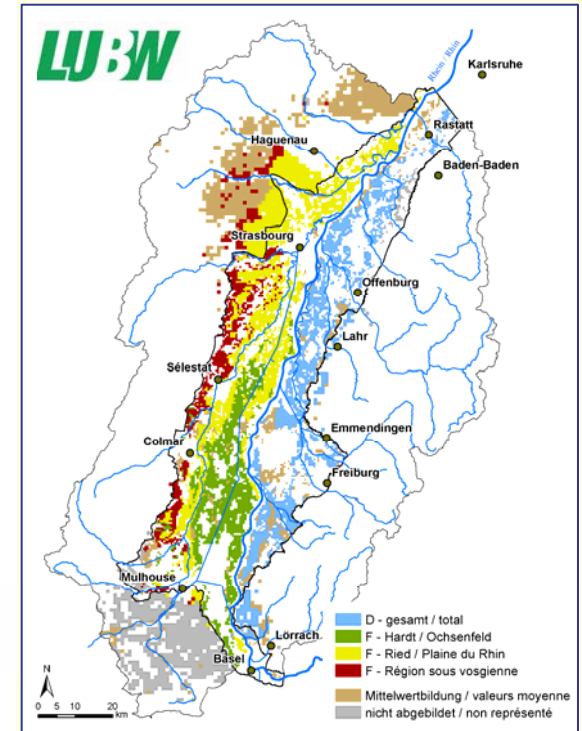 LUBW
Rhein / Rhin
Karlsruhe
Rastatt
Haguenau
Baden-Baden
Strasbourg
Offenburg
Lahr
Sélestat
Emmendingen
Colmar
Freiburg
Mulhouse
D - gesamt / total
F - Hardt / Ochsenfeld
F - Ried / Plaine du Rhin
F - Région sous vosgienne
Lörrach
Basel
Mittelwertbildung / valeurs moyenne
nicht abgebildet / non représenté
N
0 5 10 20
km